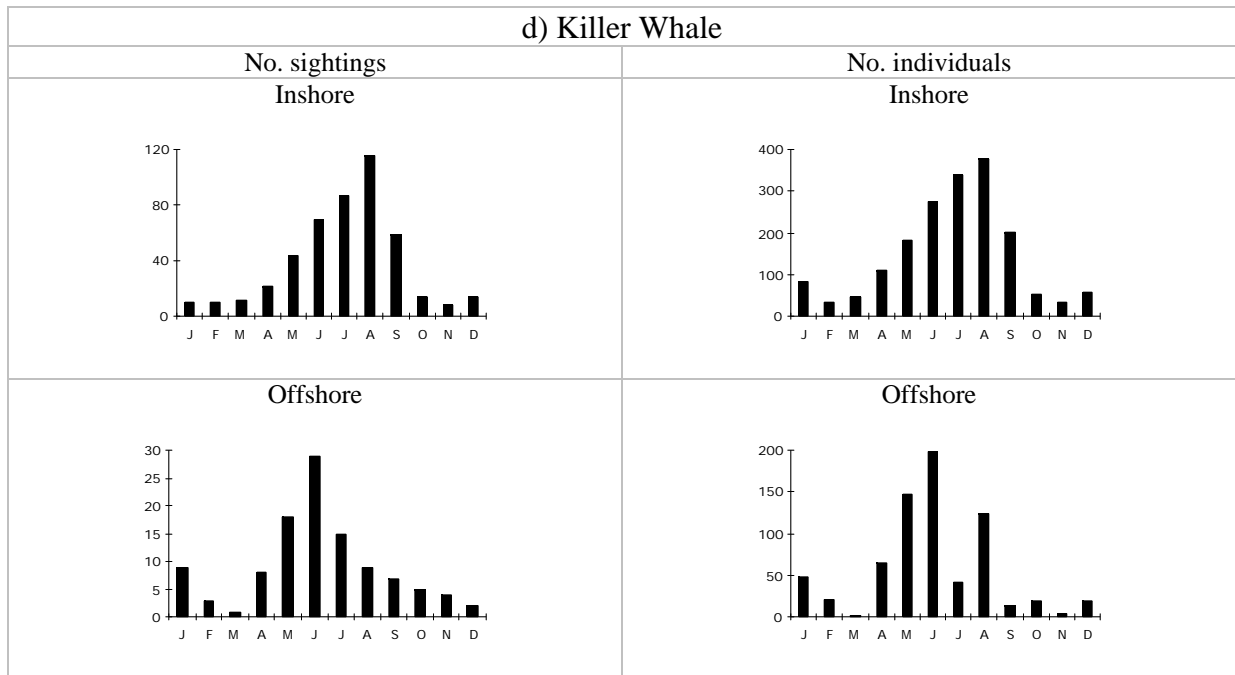 d) Killer Whale
No. sightings
No. individuals
Inshore
120
80
40
0
J F M A M J J A S O N D
Inshore
400
300
200
100
0
J F M A M J J A S O N D
Offshore
30
25
20
15
10
5
0
J F M A M J J A S O N D
Offshore
200
150
100
50
0
J F M A M J J A S O N D